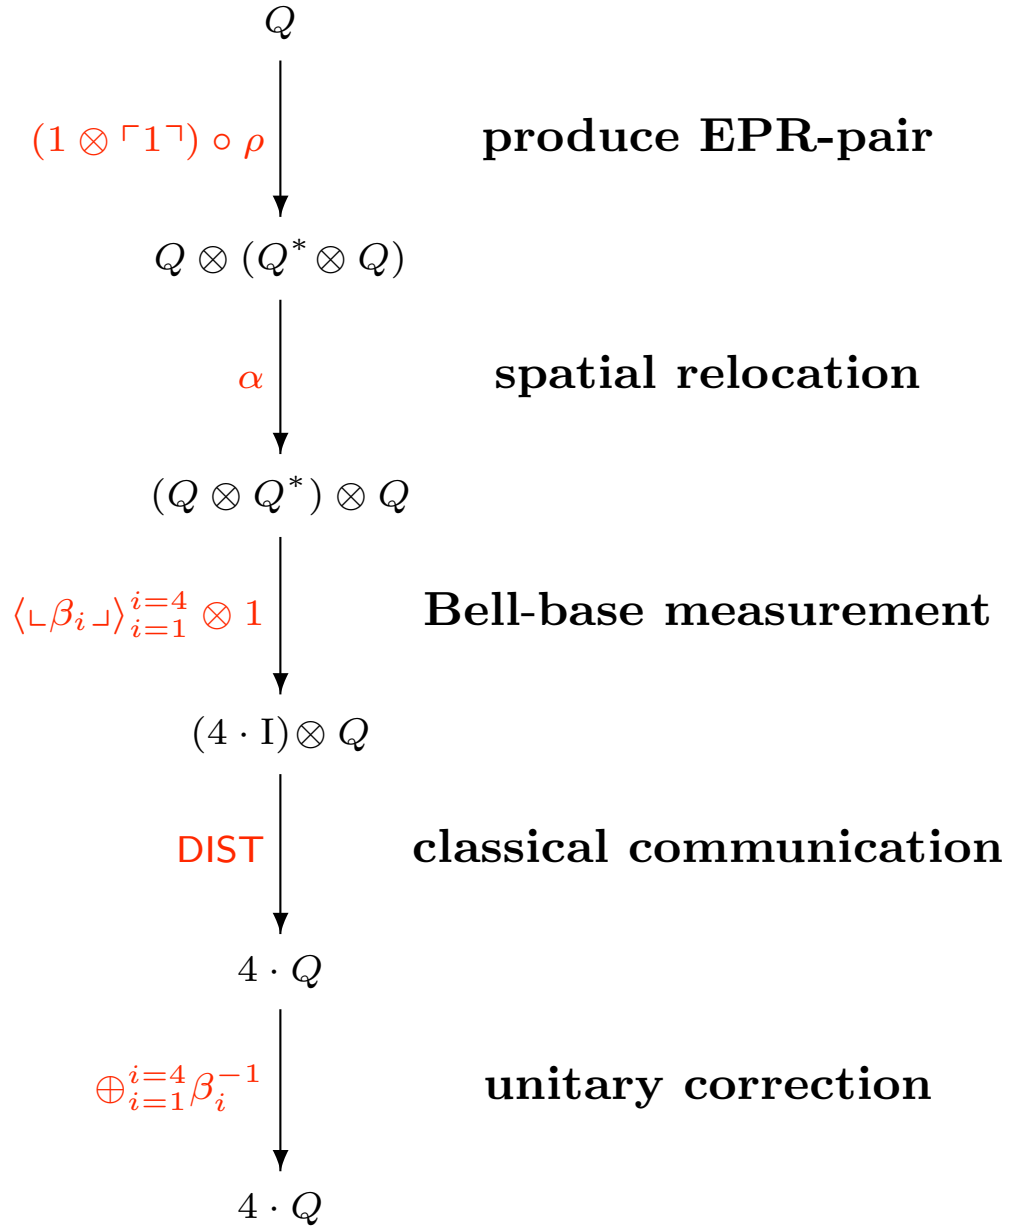 Q
(1 ⊗ ⌜1⌝) ∘ ρ produce EPR-pair
Q ⊗ (Q* ⊗ Q)
α spatial relocation
(Q ⊗ Q*) ⊗ Q
⟨⌞β_i⌟⟩_{i=1}^{i=4} ⊗ 1 Bell-base measurement
(4 · I) ⊗ Q
DIST classical communication
4 · Q
⊕_{i=1}^{i=4} β_i^{-1} unitary correction
4 · Q